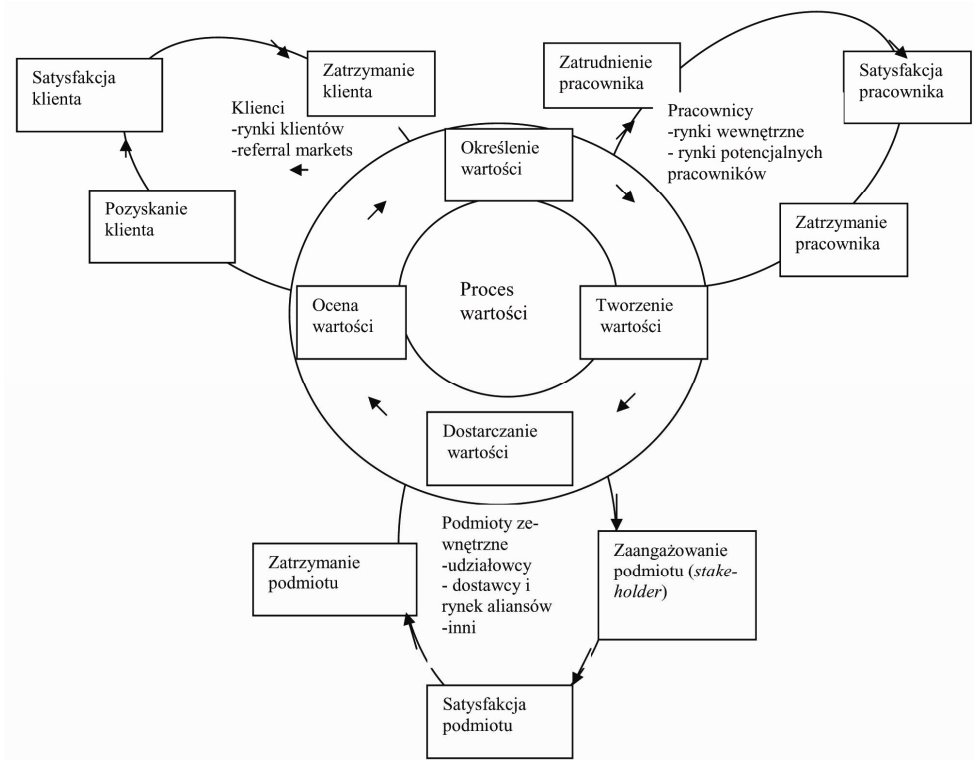 Satysfakcja
klienta
Zatrzymanie
klienta
Klienci
-rynki klientów
-referral markets
Pozyskanie
klienta
Zatrudnienie
pracownika
Satysfakcja
pracownika
Pracownicy
-rynki wewnętrzne
- rynki potencjalnych
pracowników
Zatrzymanie
pracownika
Określenie
wartości
Proces
wartości
Ocena
wartości
Tworzenie
wartości
Dostarczanie
wartości
Podmioty ze-
wnętrzne
-udziałowcy
- dostawcy i
rynek aliansów
-inni
Zatrzymanie
podmiotu
Zaangażowanie
podmiotu (stake-
holder)
Satysfakcja
podmiotu